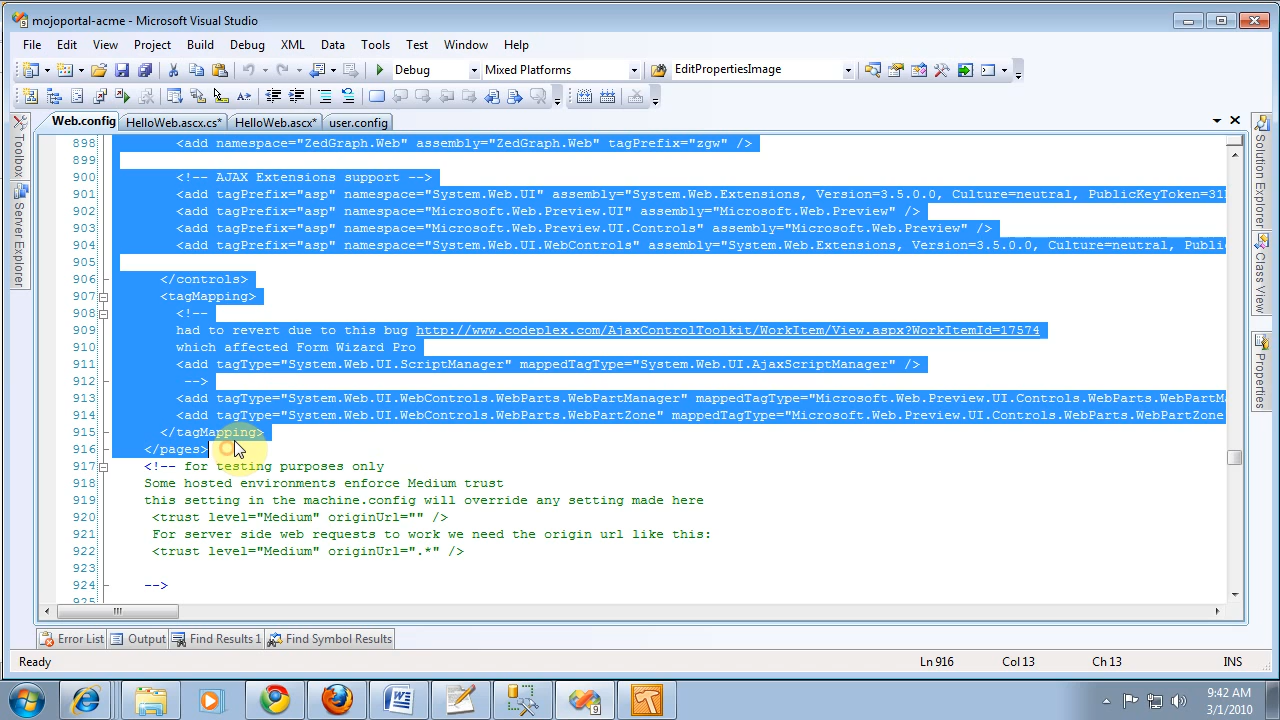 mojoportal-acme - Microsoft Visual Studio
File Edit View Project Build Debug XML Data Tools Test Window Help
Debug Mixed Platforms EditPropertiesImage
Web.config HelloWeb.ascx.cs* HelloWeb.ascx* user.config
Toolbox
Server Explorer
898 <add namespace="ZedGraph.Web" assembly="ZedGraph.Web" tagPrefix="zgw" />
899
900 <!-- AJAX Extensions support -->
901 <add tagPrefix="asp" namespace="System.Web.UI" assembly="System.Web.Extensions, Version=3.5.0.0, Culture=neutral, PublicKeyToken=31
902 <add tagPrefix="asp" namespace="Microsoft.Web.Preview.UI" assembly="Microsoft.Web.Preview" />
903 <add tagPrefix="asp" namespace="Microsoft.Web.Preview.UI.Controls" assembly="Microsoft.Web.Preview" />
904 <add tagPrefix="asp" namespace="System.Web.UI.WebControls" assembly="System.Web.Extensions, Version=3.5.0.0, Culture=neutral, Publi
905
906 </controls>
907 <tagMapping>
908 <!--
909 had to revert due to this bug http://www.codeplex.com/AjaxControlToolkit/WorkItem/View.aspx?WorkItemId=17574
910 which affected Form Wizard Pro
911 <add tagType="System.Web.UI.ScriptManager" mappedTagType="System.Web.UI.AjaxScriptManager" />
912 -->
913 <add tagType="System.Web.UI.WebControls.WebParts.WebPartManager" mappedTagType="Microsoft.Web.Preview.UI.Controls.WebParts.WebPartM
914 <add tagType="System.Web.UI.WebControls.WebParts.WebPartZone" mappedTagType="Microsoft.Web.Preview.UI.Controls.WebParts.WebPartZone
915 </tagMapping>
916 </pages>
917 <!-- for testing purposes only
918 Some hosted environments enforce Medium trust
919 this setting in the machine.config will override any setting made here
920 <trust level="Medium" originUrl="" />
921 For server side web requests to work we need the origin url like this:
922 <trust level="Medium" originUrl=".*" />
923
924 -->
925
Solution Explorer
Class View
Properties
Error List Output Find Results 1 Find Symbol Results
Ready Ln 916 Col 13 Ch 13 INS
9:42 AM
3/1/2010